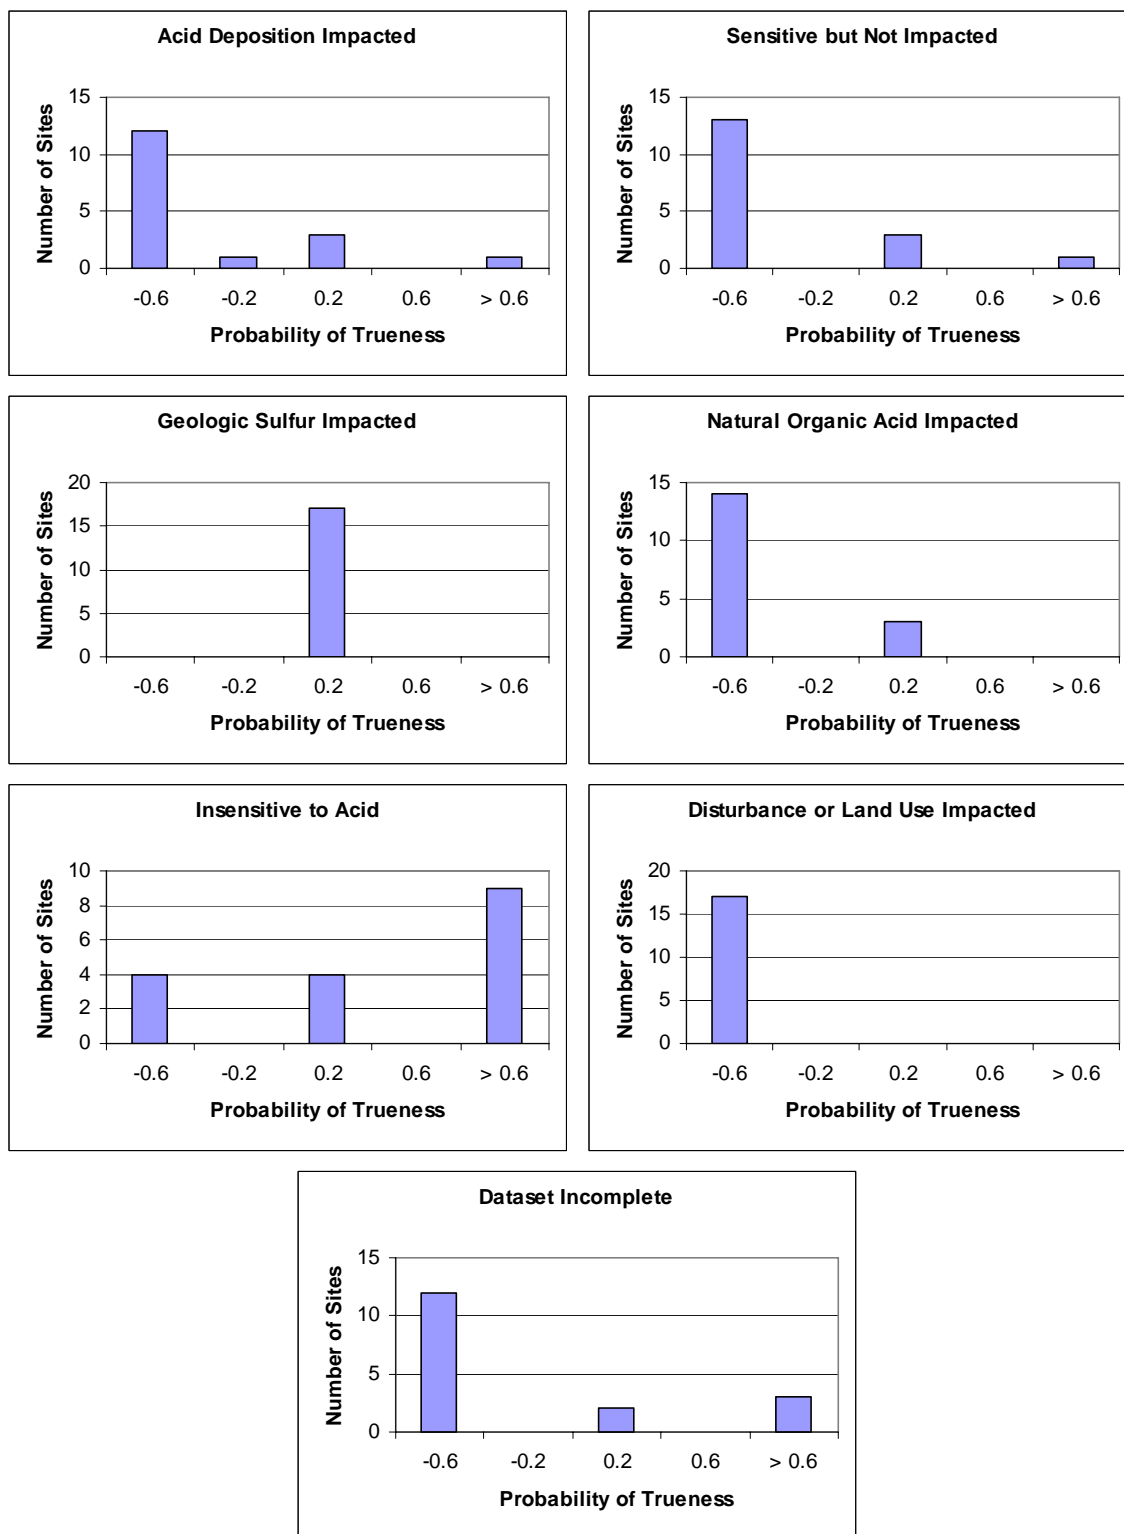 Acid Deposition Impacted
15
10
5
0
Number of Sites
-0.6 -0.2 0.2 0.6 > 0.6
Probability of Trueness
Sensitive but Not Impacted
15
10
5
0
Number of Sites
-0.6 -0.2 0.2 0.6 > 0.6
Probability of Trueness
Geologic Sulfur Impacted
20
15
10
5
0
Number of Sites
-0.6 -0.2 0.2 0.6 > 0.6
Probability of Trueness
Natural Organic Acid Impacted
15
10
5
0
Number of Sites
-0.6 -0.2 0.2 0.6 > 0.6
Probability of Trueness
Insensitive to Acid
10
8
6
4
2
0
Number of Sites
-0.6 -0.2 0.2 0.6 > 0.6
Probability of Trueness
Disturbance or Land Use Impacted
20
15
10
5
0
Number of Sites
-0.6 -0.2 0.2 0.6 > 0.6
Probability of Trueness
Dataset Incomplete
15
10
5
0
Number of Sites
-0.6 -0.2 0.2 0.6 > 0.6
Probability of Trueness